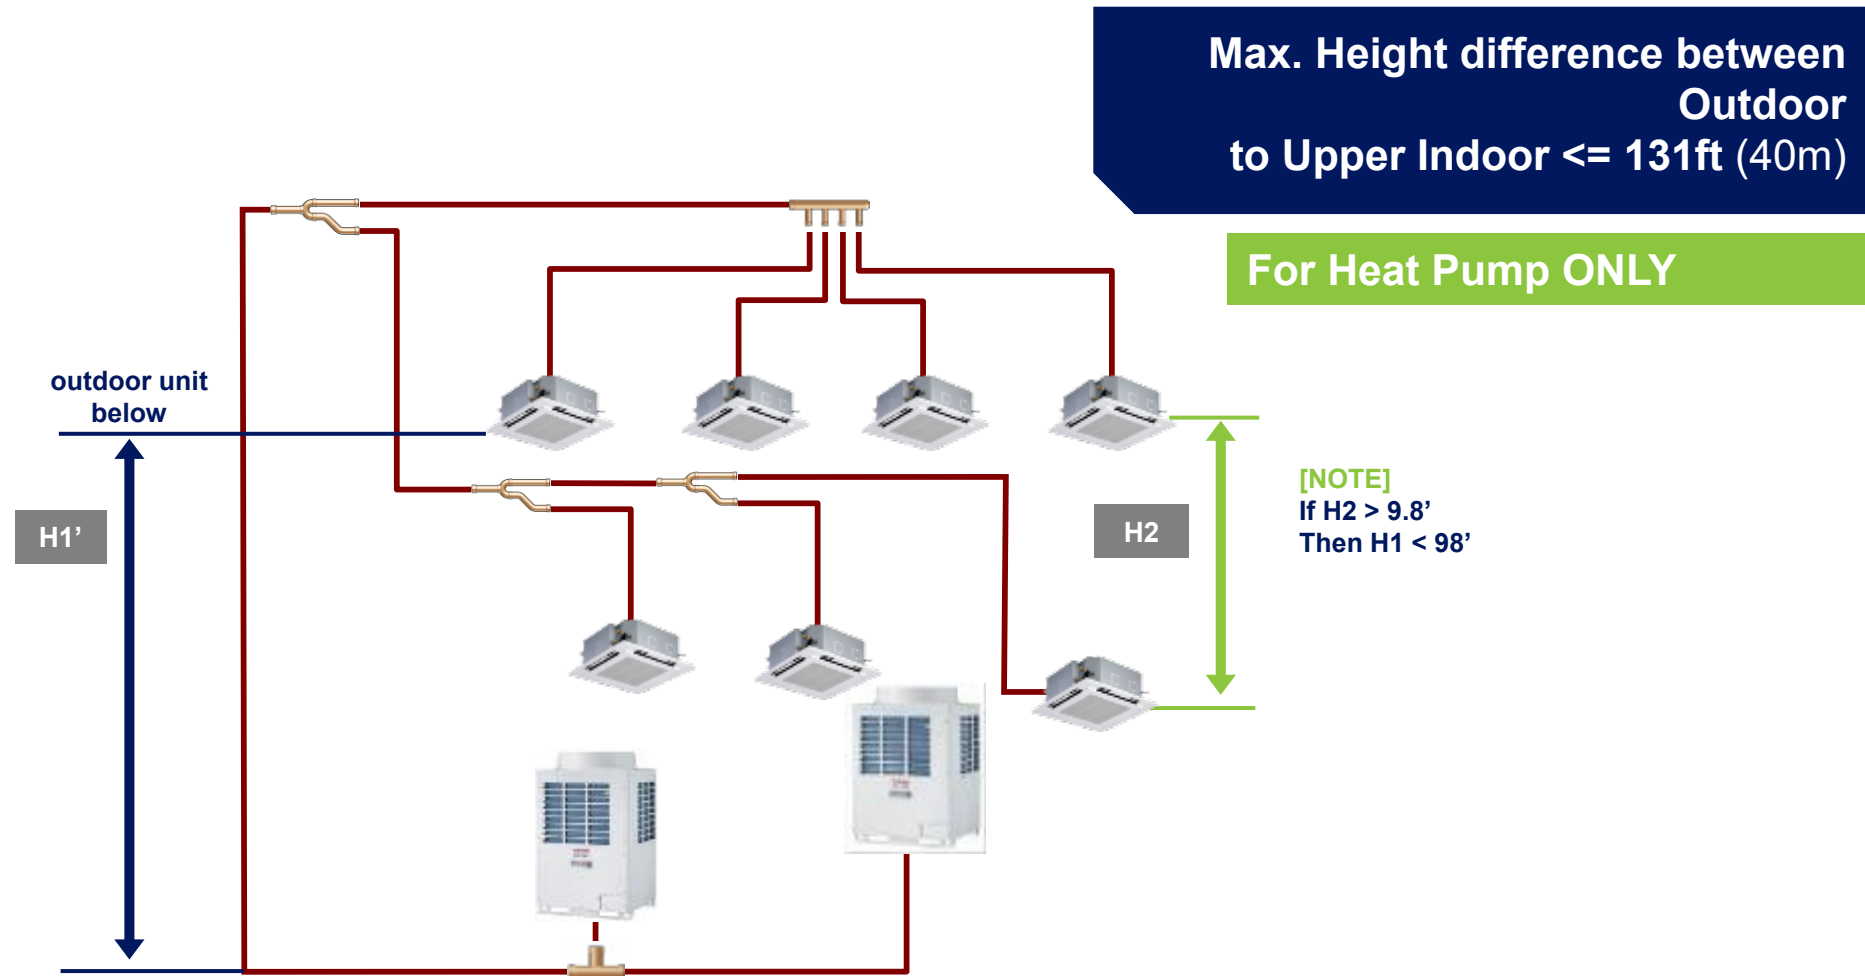 Max. Height difference between
Outdoor
to Upper Indoor <= 131ft (40m)
For Heat Pump ONLY
outdoor unit
below
H1’
H2
[NOTE]
If H2 > 9.8’
Then H1 < 98’